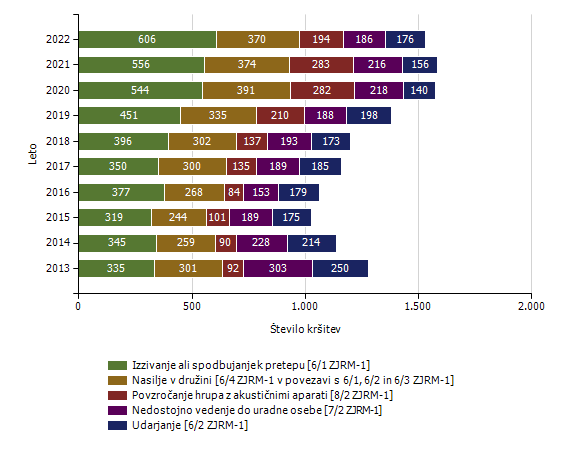 2022 606 370 194 186 176
2021 556 374 283 216 156
2020 544 391 282 218 140
2019 451 335 210 188 198
2018 396 302 137 193 173
2017 350 300 135 189 185
2016 377 268 84 153 179
2015 319 244 101 189 175
2014 345 259 90 228 214
2013 335 301 92 303 250
Leto
0 500 1.000 1.500 2.000
Število kršitev
Izzivanje ali spodbujanje k pretepu [6/1 ZJRM-1]
Nasilje v družini [6/4 ZJRM-1 v povezavi s 6/1, 6/2 in 6/3 ZJRM-1]
Povzročanje hrupa z akustičnimi aparati [8/2 ZJRM-1]
Nedostojno vedenje do uradne osebe [7/2 ZJRM-1]
Udarjanje [6/2 ZJRM-1]